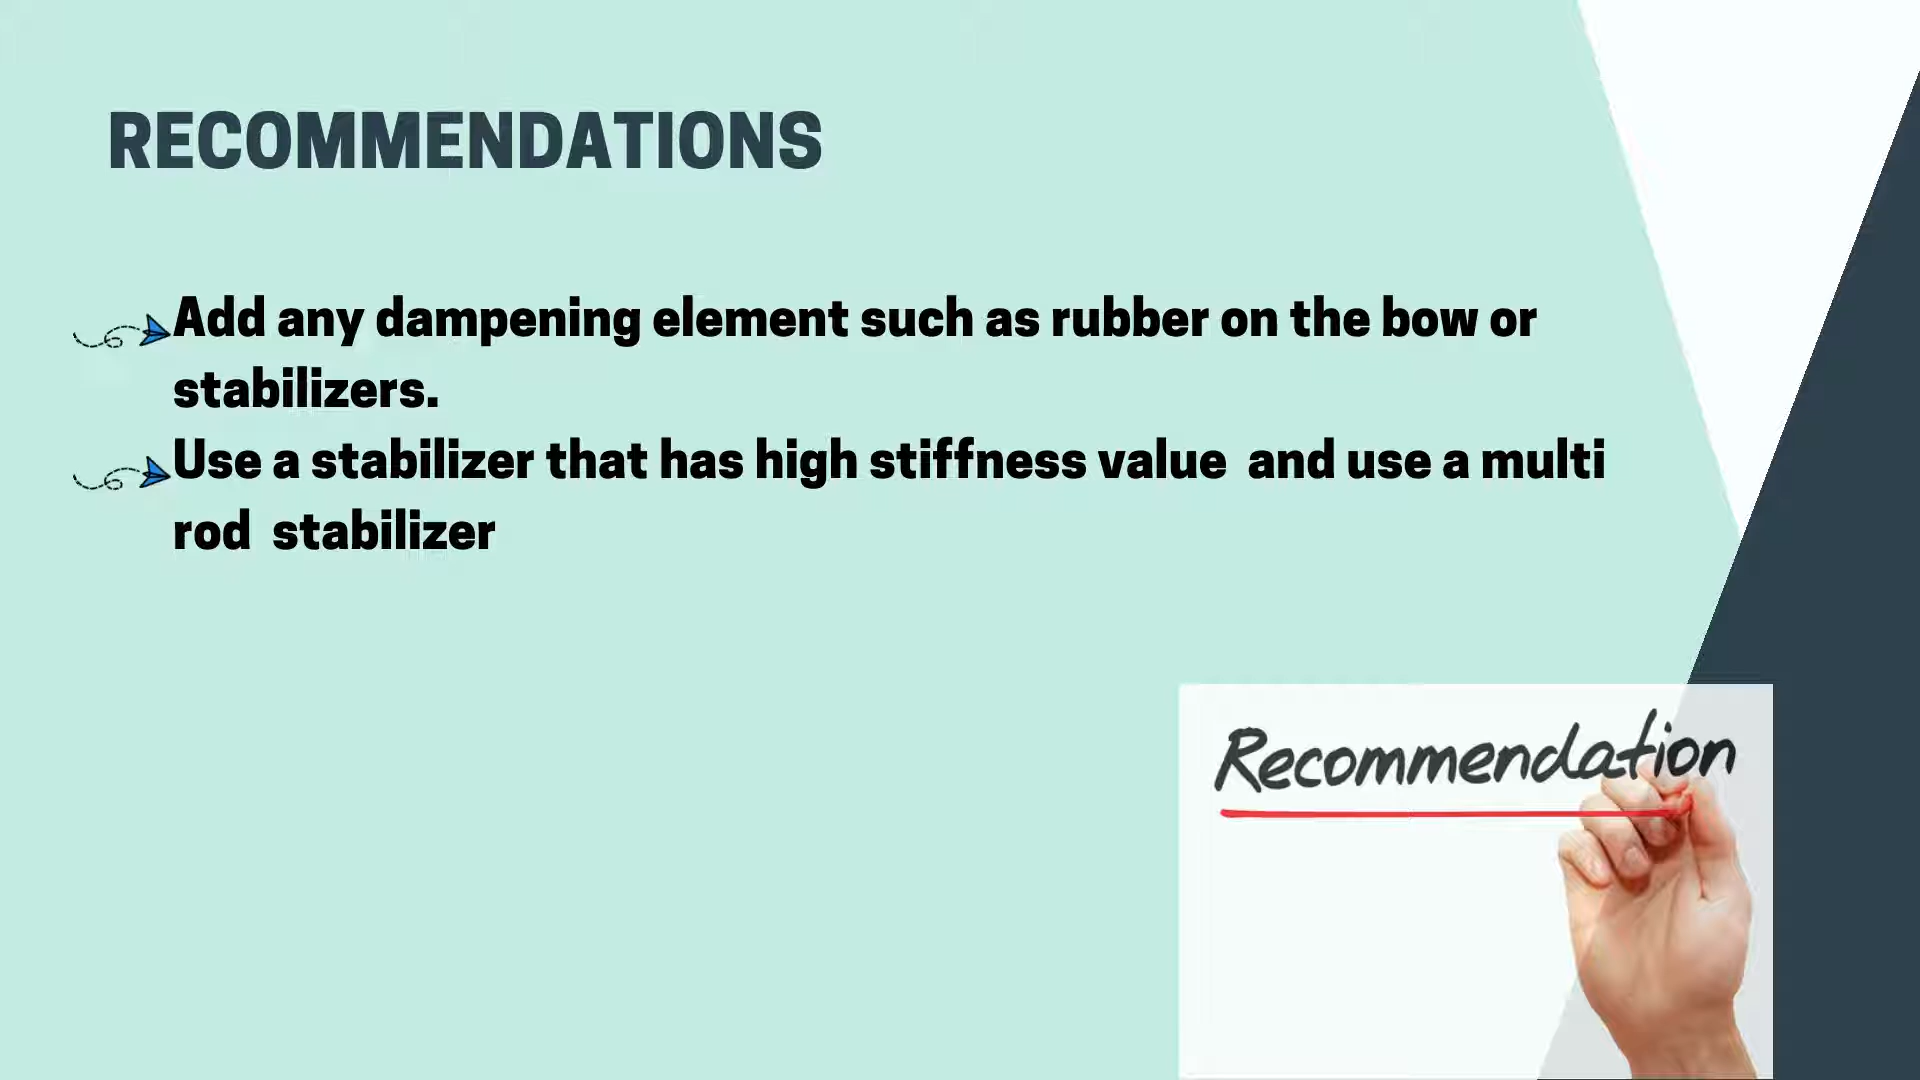 RECOMMENDATIONS
Add any dampening element such as rubber on the bow or
stabilizers.
Use a stabilizer that has high stiffness value  and use a multi
rod  stabilizer
Recommendation